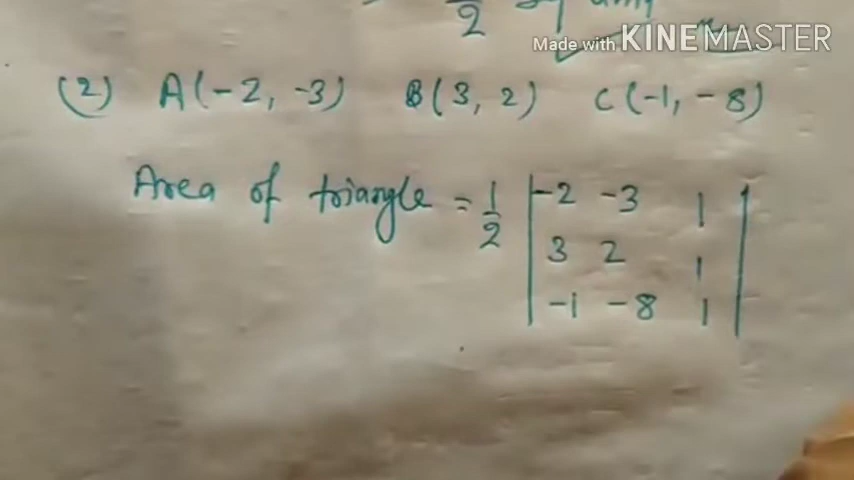 2
Made with KINEMASTER
(2) A(-2, -3) B(3, 2) C(-1, -8)
Area of triangle = 1/2 | -2 -3 1 |
| 3 2 1 |
| -1 -8 1 |